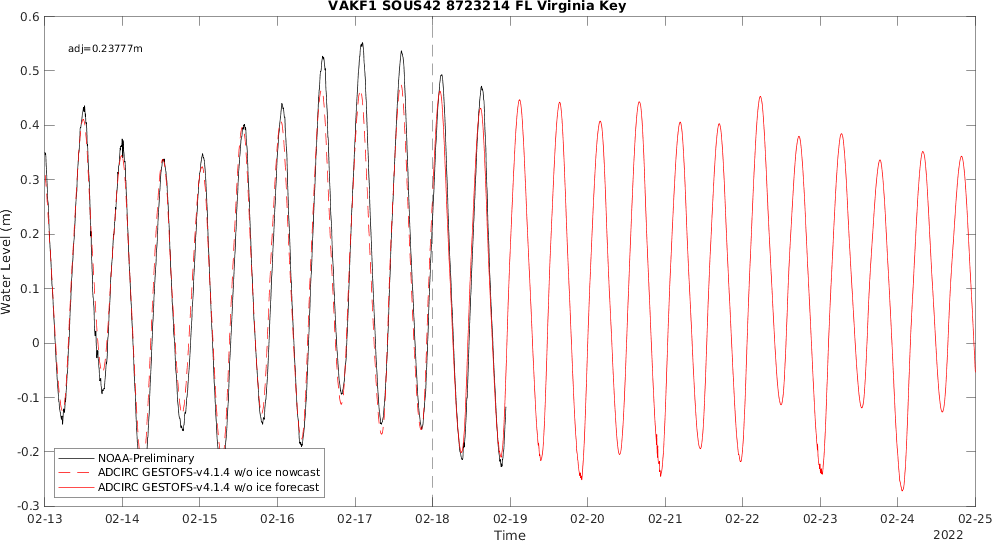 VAKF1 SOUS42 8723214 FL Virginia Key
0.6
adj=0.23777m
0.5
0.4
0.3
0.2
Water Level (m)
0.1
0
-0.1
-0.2
NOAA-Preliminary
ADCIRC GESTOFS-v4.1.4 w/o ice nowcast
ADCIRC GESTOFS-v4.1.4 w/o ice forecast
-0.3
02-13 02-14 02-15 02-16 02-17 02-18 02-19 02-20 02-21 02-22 02-23 02-24 02-25
Time
2022